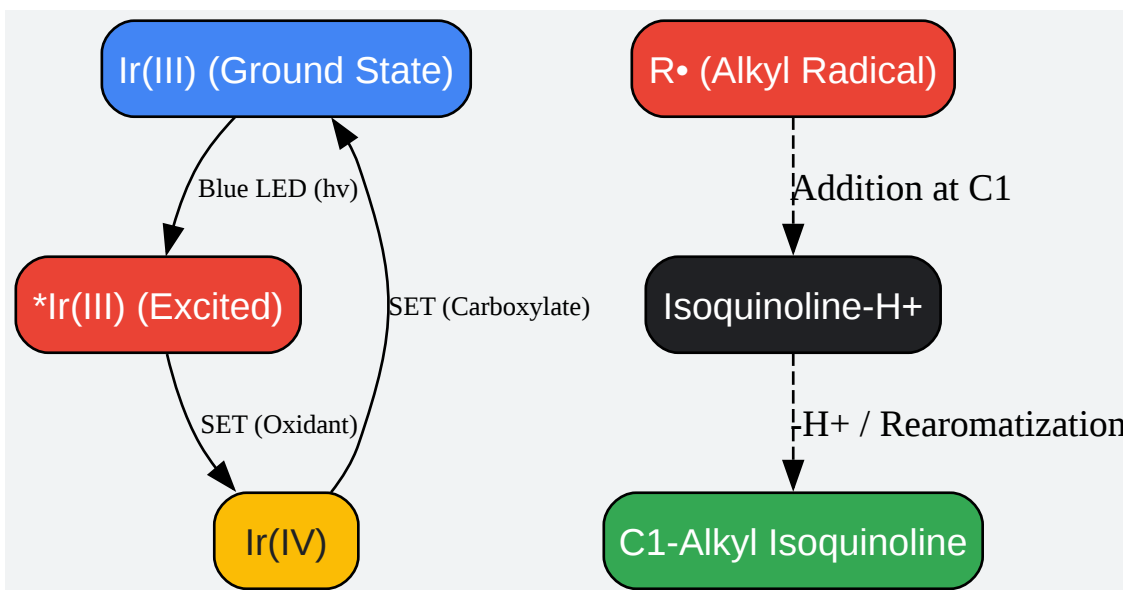 Ir(III) (Ground State)
R• (Alkyl Radical)
Blue LED (hv)
Addition at C1
*Ir(III) (Excited)
SET (Carboxylate)
Isoquinoline-H+
SET (Oxidant)
-H+ / Rearomatization
Ir(IV)
C1-Alkyl Isoquinoline